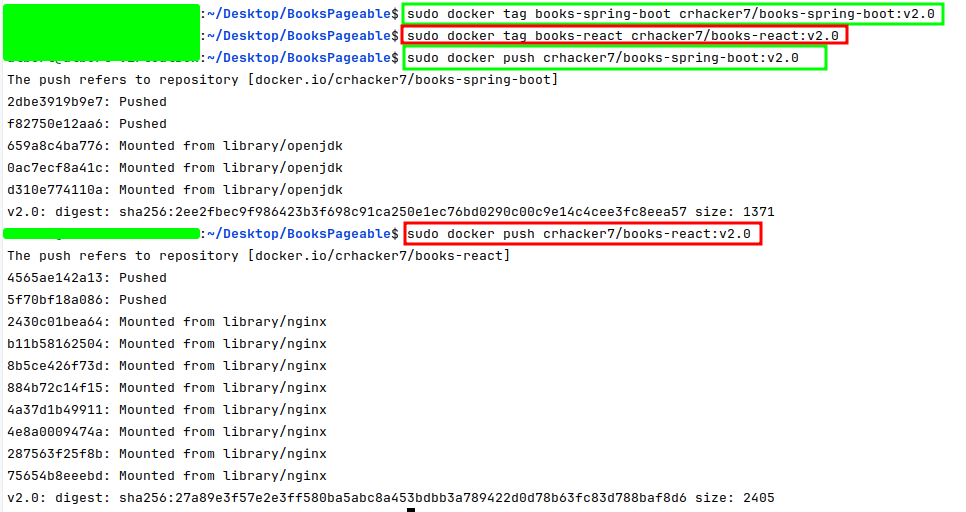 :~/Desktop/BooksPageable$ sudo docker tag books-spring-boot crhacker7/books-spring-boot:v2.0
:~/Desktop/BooksPageable$ sudo docker tag books-react crhacker7/books-react:v2.0
:~/Desktop/BooksPageable$ sudo docker push crhacker7/books-spring-boot:v2.0
The push refers to repository [docker.io/crhacker7/books-spring-boot]
2dbe3919b9e7: Pushed
f82750e12aa6: Pushed
659a8c4ba776: Mounted from library/openjdk
0ac7ecf8a41c: Mounted from library/openjdk
d310e774110a: Mounted from library/openjdk
v2.0: digest: sha256:2ee2fbec9f986423b3f698c91ca250e1ec76bd0290c00c9e14c4cee3fc8eea57 size: 1371
:~/Desktop/BooksPageable$ sudo docker push crhacker7/books-react:v2.0
The push refers to repository [docker.io/crhacker7/books-react]
4565ae142a13: Pushed
5f70bf18a086: Pushed
2430c01bea64: Mounted from library/nginx
b11b58162504: Mounted from library/nginx
8b5ce426f73d: Mounted from library/nginx
884b72c14f15: Mounted from library/nginx
4a37d1b49911: Mounted from library/nginx
4e8a0009474a: Mounted from library/nginx
287563f25f8b: Mounted from library/nginx
75654b8eeebd: Mounted from library/nginx
v2.0: digest: sha256:27a89e3f57e2e3ff580ba5abc8a453bdbb3a789422d0d78b63fc83d788baf8d6 size: 2405